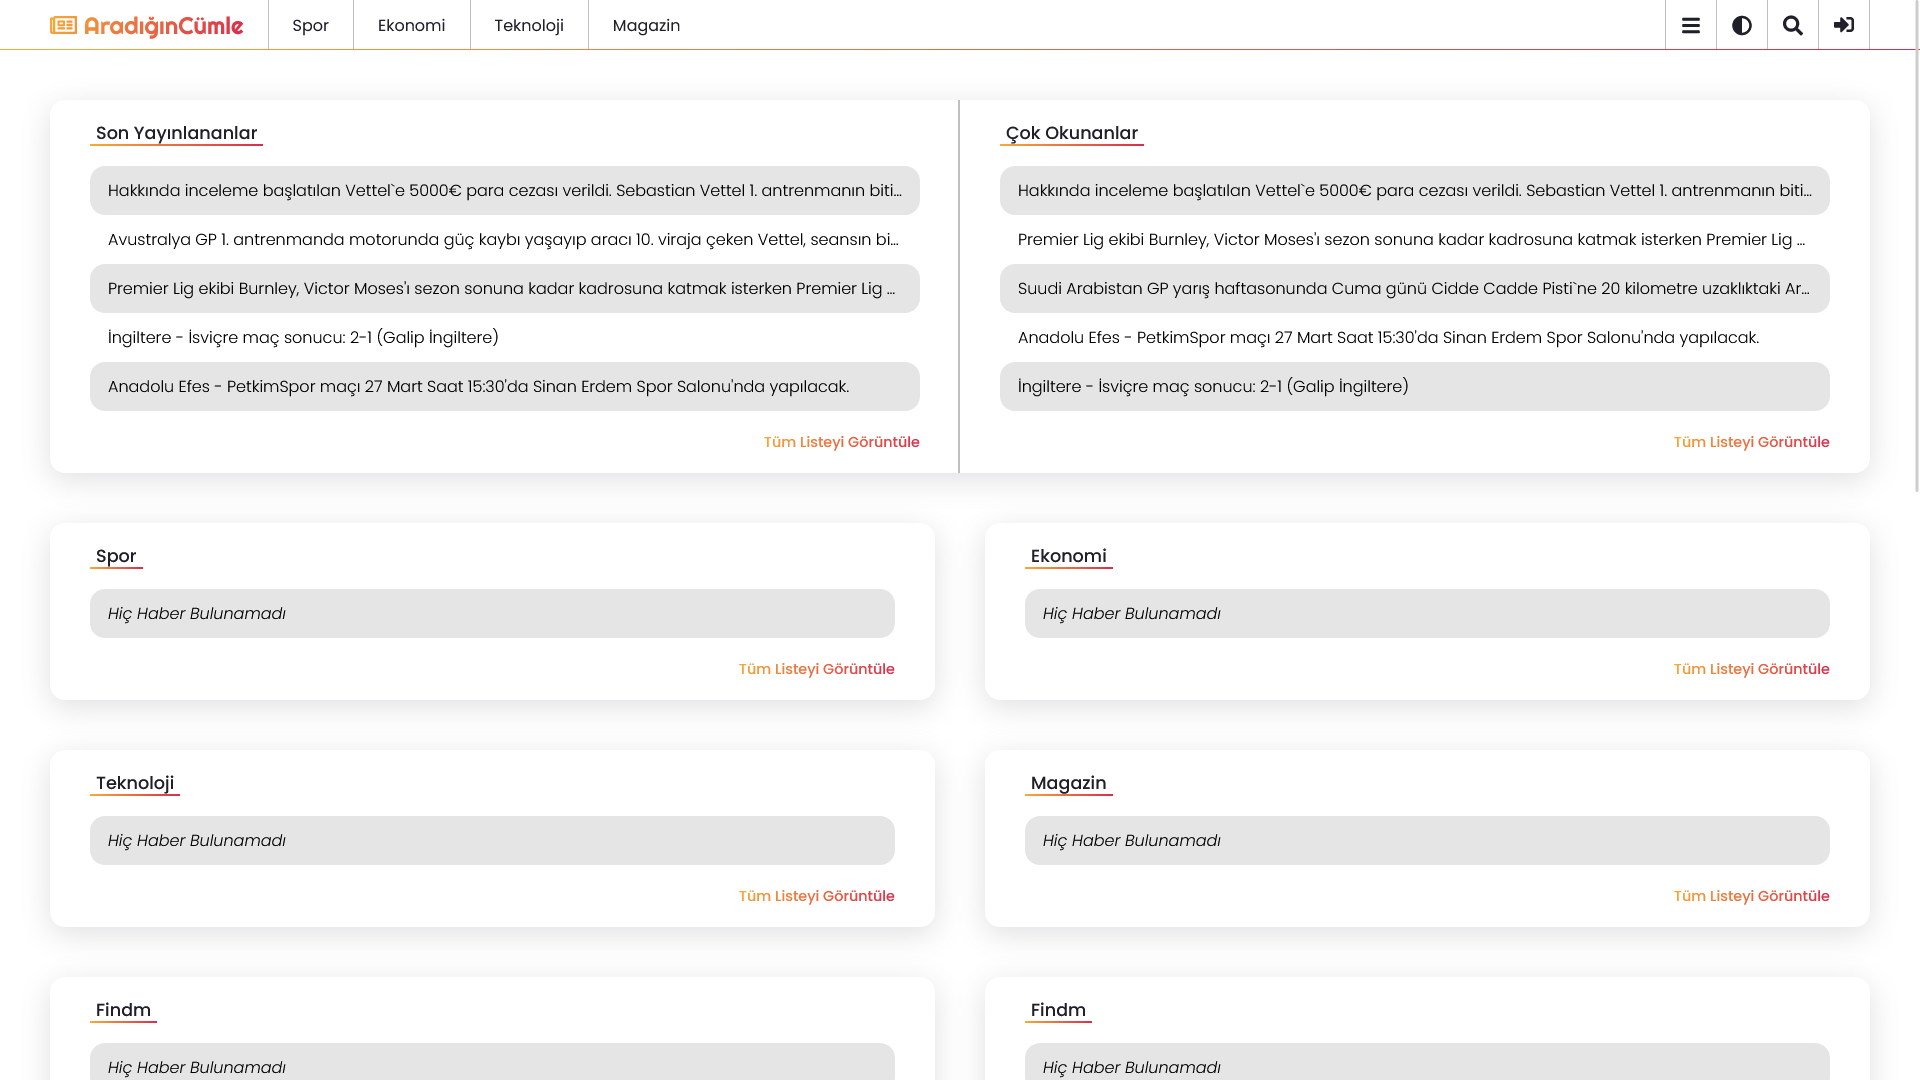 AradığınCümle
Spor
Ekonomi
Teknoloji
Magazin
Son Yayınlananlar
Hakkında inceleme başlatılan Vettel`e 5000€ para cezası verildi. Sebastian Vettel 1. antrenmanın biti...
Avustralya GP 1. antrenmanda motorunda güç kaybı yaşayıp aracı 10. viraja çeken Vettel, seansın bi...
Premier Lig ekibi Burnley, Victor Moses'ı sezon sonuna kadar kadrosuna katmak isterken Premier Lig ...
İngiltere - İsviçre maç sonucu: 2-1 (Galip İngiltere)
Anadolu Efes - PetkimSpor maçı 27 Mart Saat 15:30'da Sinan Erdem Spor Salonu'nda yapılacak.
Tüm Listeyi Görüntüle
Çok Okunanlar
Hakkında inceleme başlatılan Vettel`e 5000€ para cezası verildi. Sebastian Vettel 1. antrenmanın biti...
Premier Lig ekibi Burnley, Victor Moses'ı sezon sonuna kadar kadrosuna katmak isterken Premier Lig ...
Suudi Arabistan GP yarış haftasonunda Cuma günü Cidde Cadde Pisti`ne 20 kilometre uzaklıktaki Ar...
Anadolu Efes - PetkimSpor maçı 27 Mart Saat 15:30'da Sinan Erdem Spor Salonu'nda yapılacak.
İngiltere - İsviçre maç sonucu: 2-1 (Galip İngiltere)
Tüm Listeyi Görüntüle
Spor
Hiç Haber Bulunamadı
Tüm Listeyi Görüntüle
Ekonomi
Hiç Haber Bulunamadı
Tüm Listeyi Görüntüle
Teknoloji
Hiç Haber Bulunamadı
Tüm Listeyi Görüntüle
Magazin
Hiç Haber Bulunamadı
Tüm Listeyi Görüntüle
Findm
Hiç Haber Bulunamadı
Findm
Hiç Haber Bulunamadı